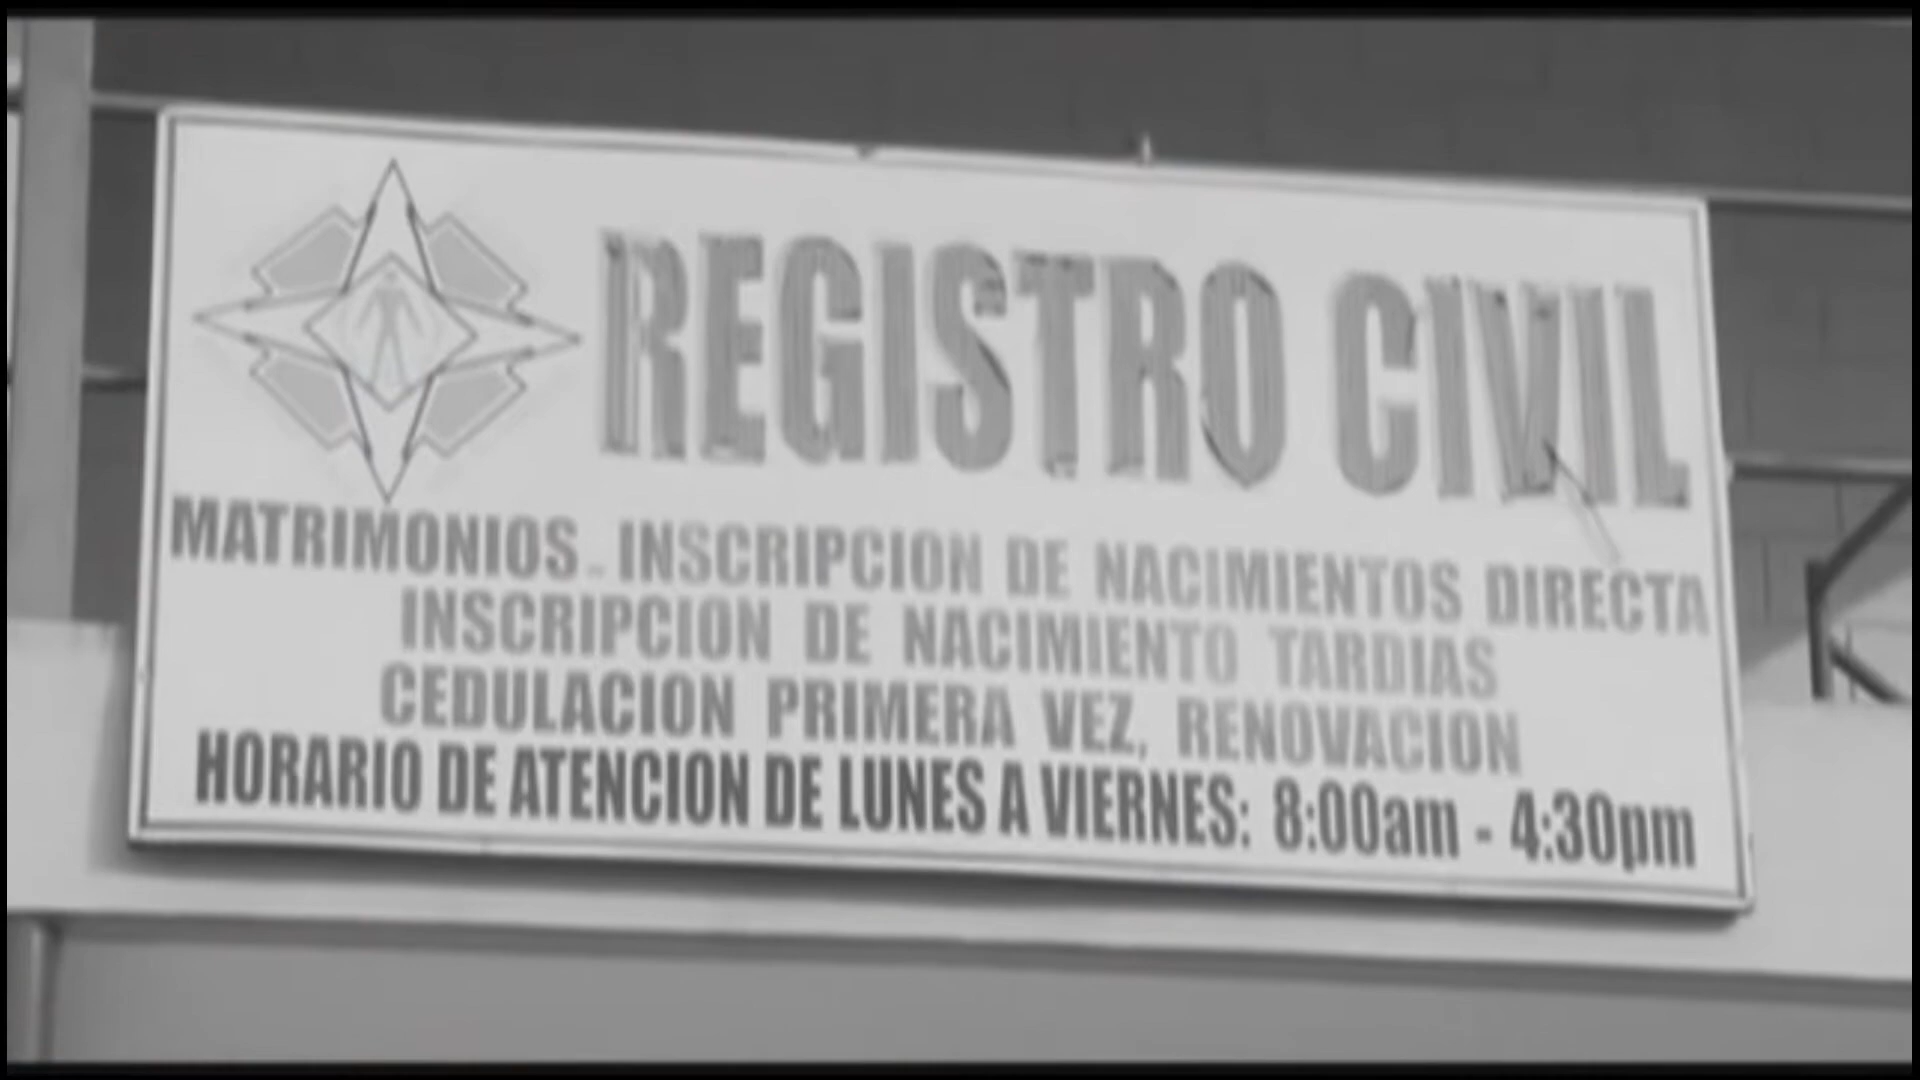 REGISTRO CIVIL
MATRIMONIOS - INSCRIPCION DE NACIMIENTOS DIRECTA
INSCRIPCION DE NACIMIENTO TARDIAS
CEDULACION PRIMERA VEZ, RENOVACION
HORARIO DE ATENCION DE LUNES A VIERNES: 8:00am - 4:30pm